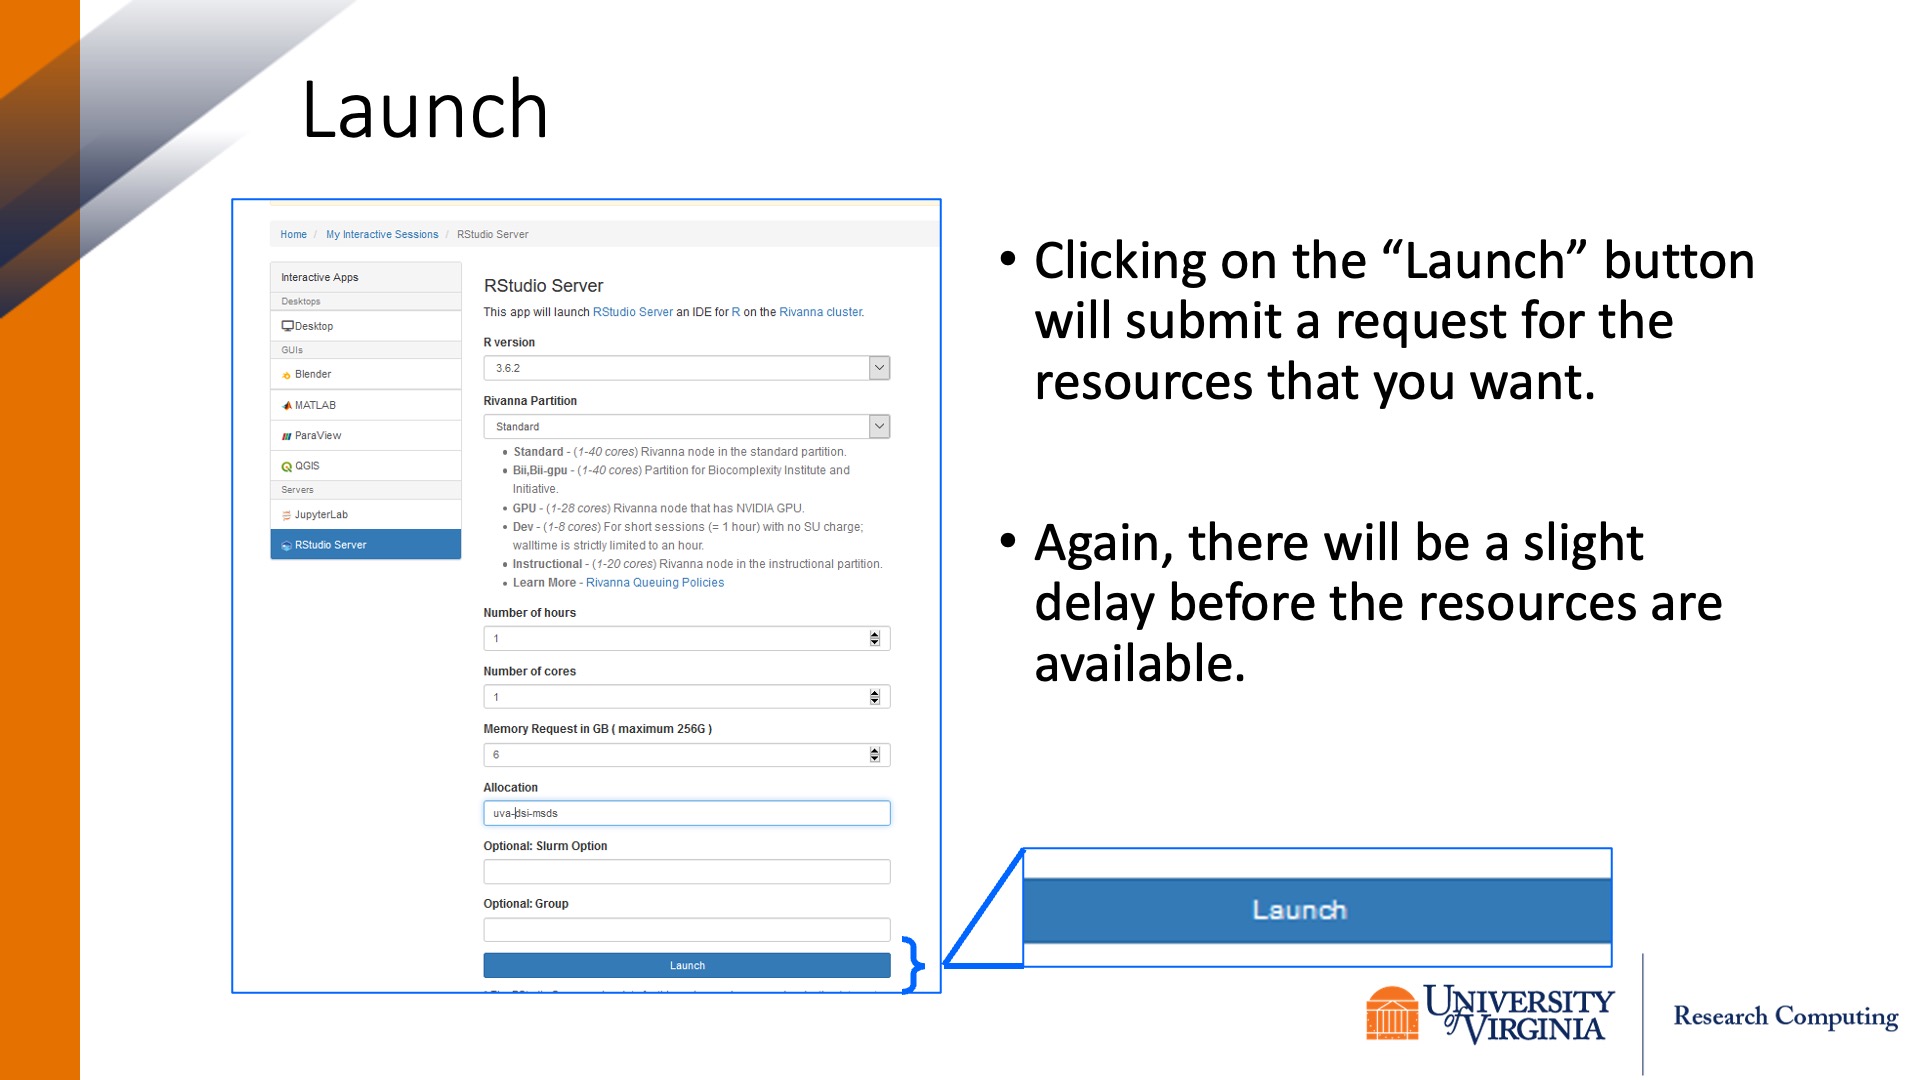 Launch
Home / My Interactive Sessions / RStudio Server
Interactive Apps
Desktops
Desktop
GUIs
Blender
MATLAB
ParaView
QGIS
Servers
JupyterLab
RStudio Server
RStudio Server
This app will launch RStudio Server an IDE for R on the Rivanna cluster.
R version
3.6.2
Rivanna Partition
Standard
• Standard - (1-40 cores) Rivanna node in the standard partition.
• Bii,Bii-gpu - (1-40 cores) Partition for Biocomplexity Institute and
Initiative.
• GPU - (1-28 cores) Rivanna node that has NVIDIA GPU.
• Dev - (1-8 cores) For short sessions (= 1 hour) with no SU charge;
walltime is strictly limited to an hour.
• Instructional - (1-20 cores) Rivanna node in the instructional partition.
• Learn More - Rivanna Queuing Policies
Number of hours
1
Number of cores
1
Memory Request in GB ( maximum 256G )
6
Allocation
uva-dsi-msds
Optional: Slurm Option
Optional: Group
Launch
• Clicking on the “Launch” button
will submit a request for the
resources that you want.
• Again, there will be a slight
delay before the resources are
available.
Launch
UNIVERSITY
of VIRGINIA
Research Computing